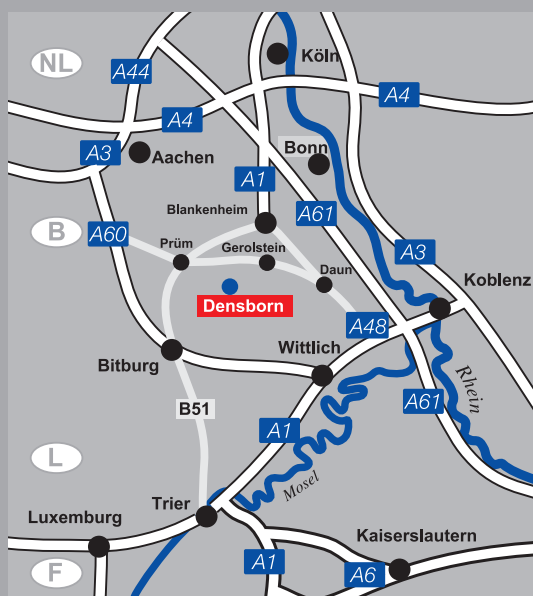 Köln
NL
A44
A4
A4
A3
Aachen
Bonn
A1
Blankenheim
A61
B
A60
Prüm
Gerolstein
Daun
A3
Koblenz
Densborn
A48
Wittlich
Bitburg
Rhein
B51
A61
A1
L
Mosel
Trier
Luxemburg
Kaiserslautern
A1
F
A6